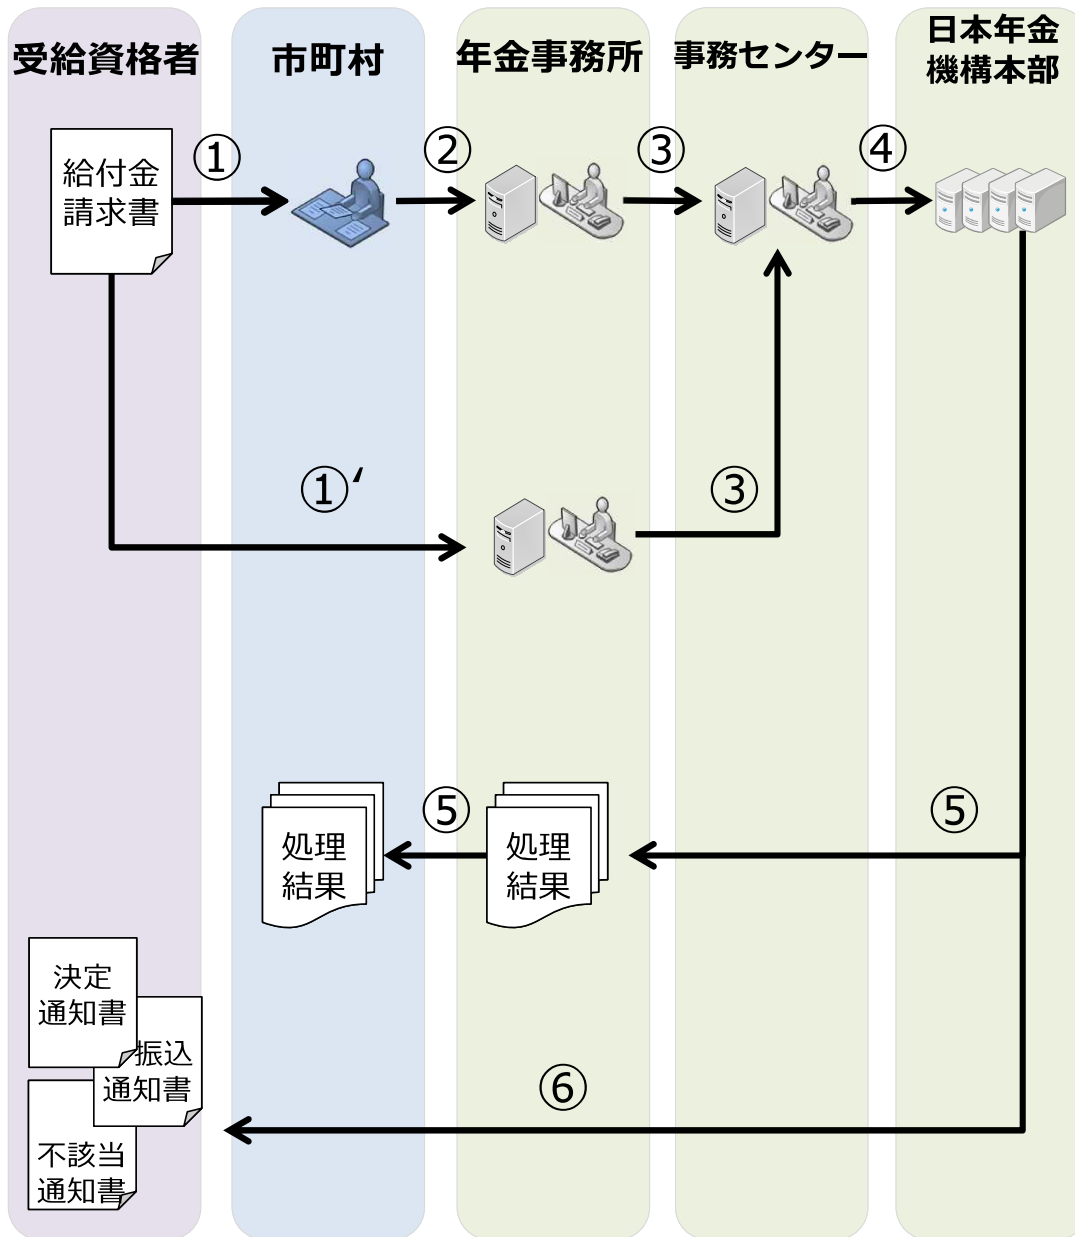 受給資格者
市町村
年金事務所
事務センター
日本年金
機構本部
給付金
請求書
①
②
③
④
①‘
③
処理
結果
⑤
処理
結果
⑤
決定
通知書
振込
通知書
不該当
通知書
⑥